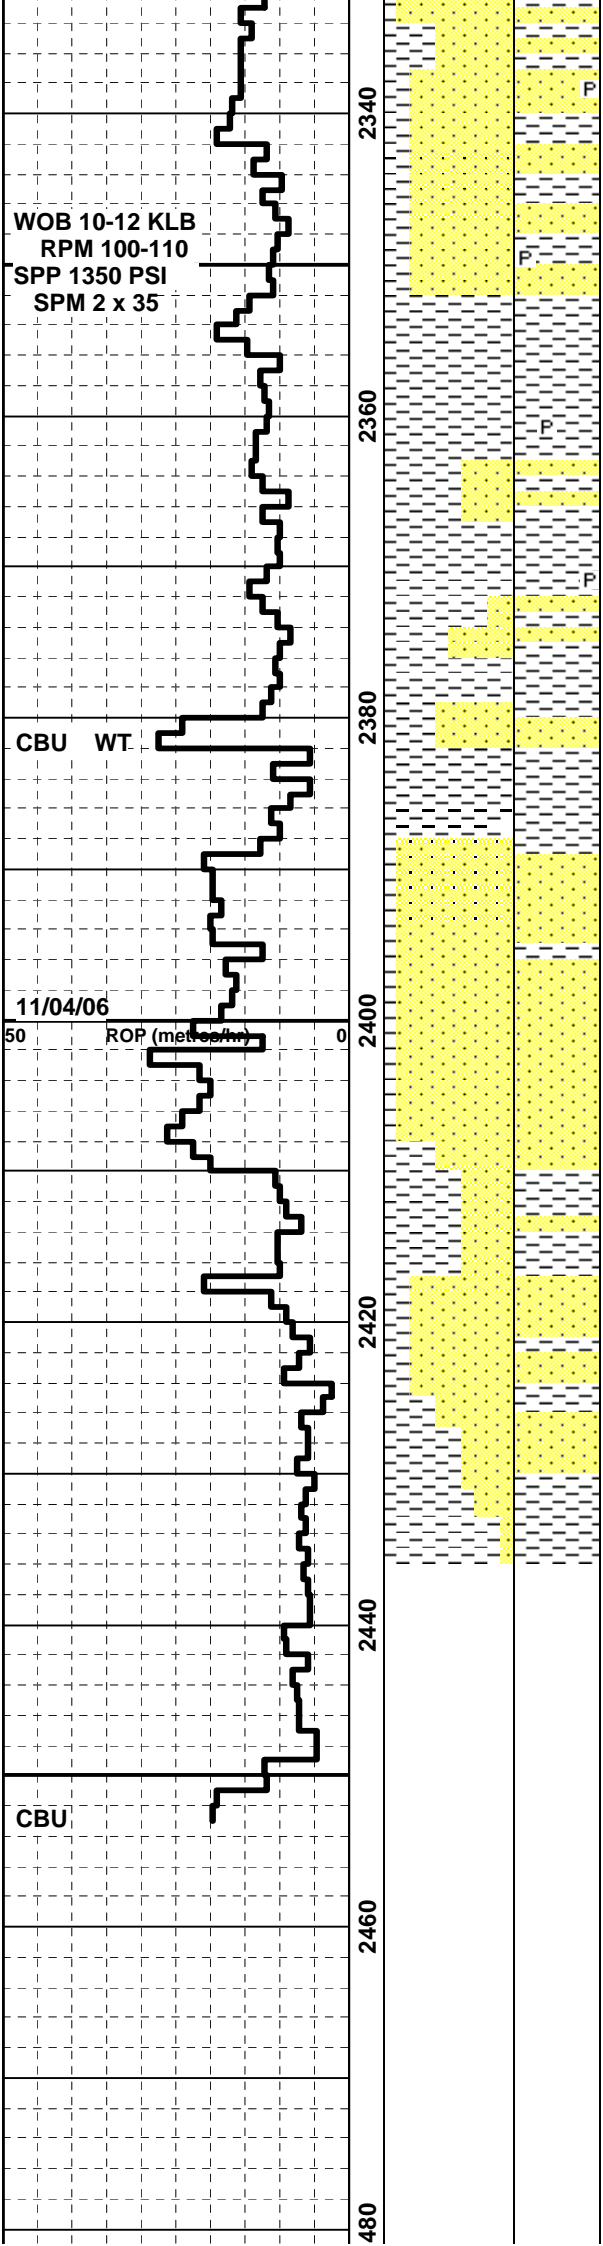 P
2340
WOB 10-12 KLB
RPM 100-110
SPP 1350 PSI
SPM 2 x 35
P
2360
P
P
2380
CBU WT
11/04/06
2400
50 ROP (metres/hr) 0
2420
2440
CBU
2460
480